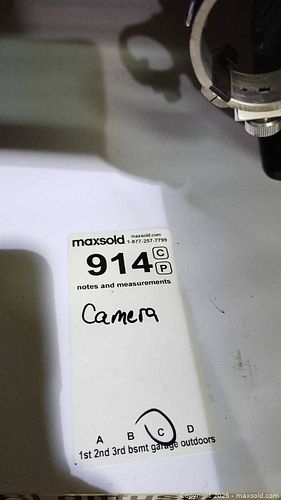 maxsold maxsold.com
1-877-257-7799
914 C
P
notes and measurements
Camera
A B C D
1st 2nd 3rd bsmt garage outdoors
Copyright 2025 - maxsold.com